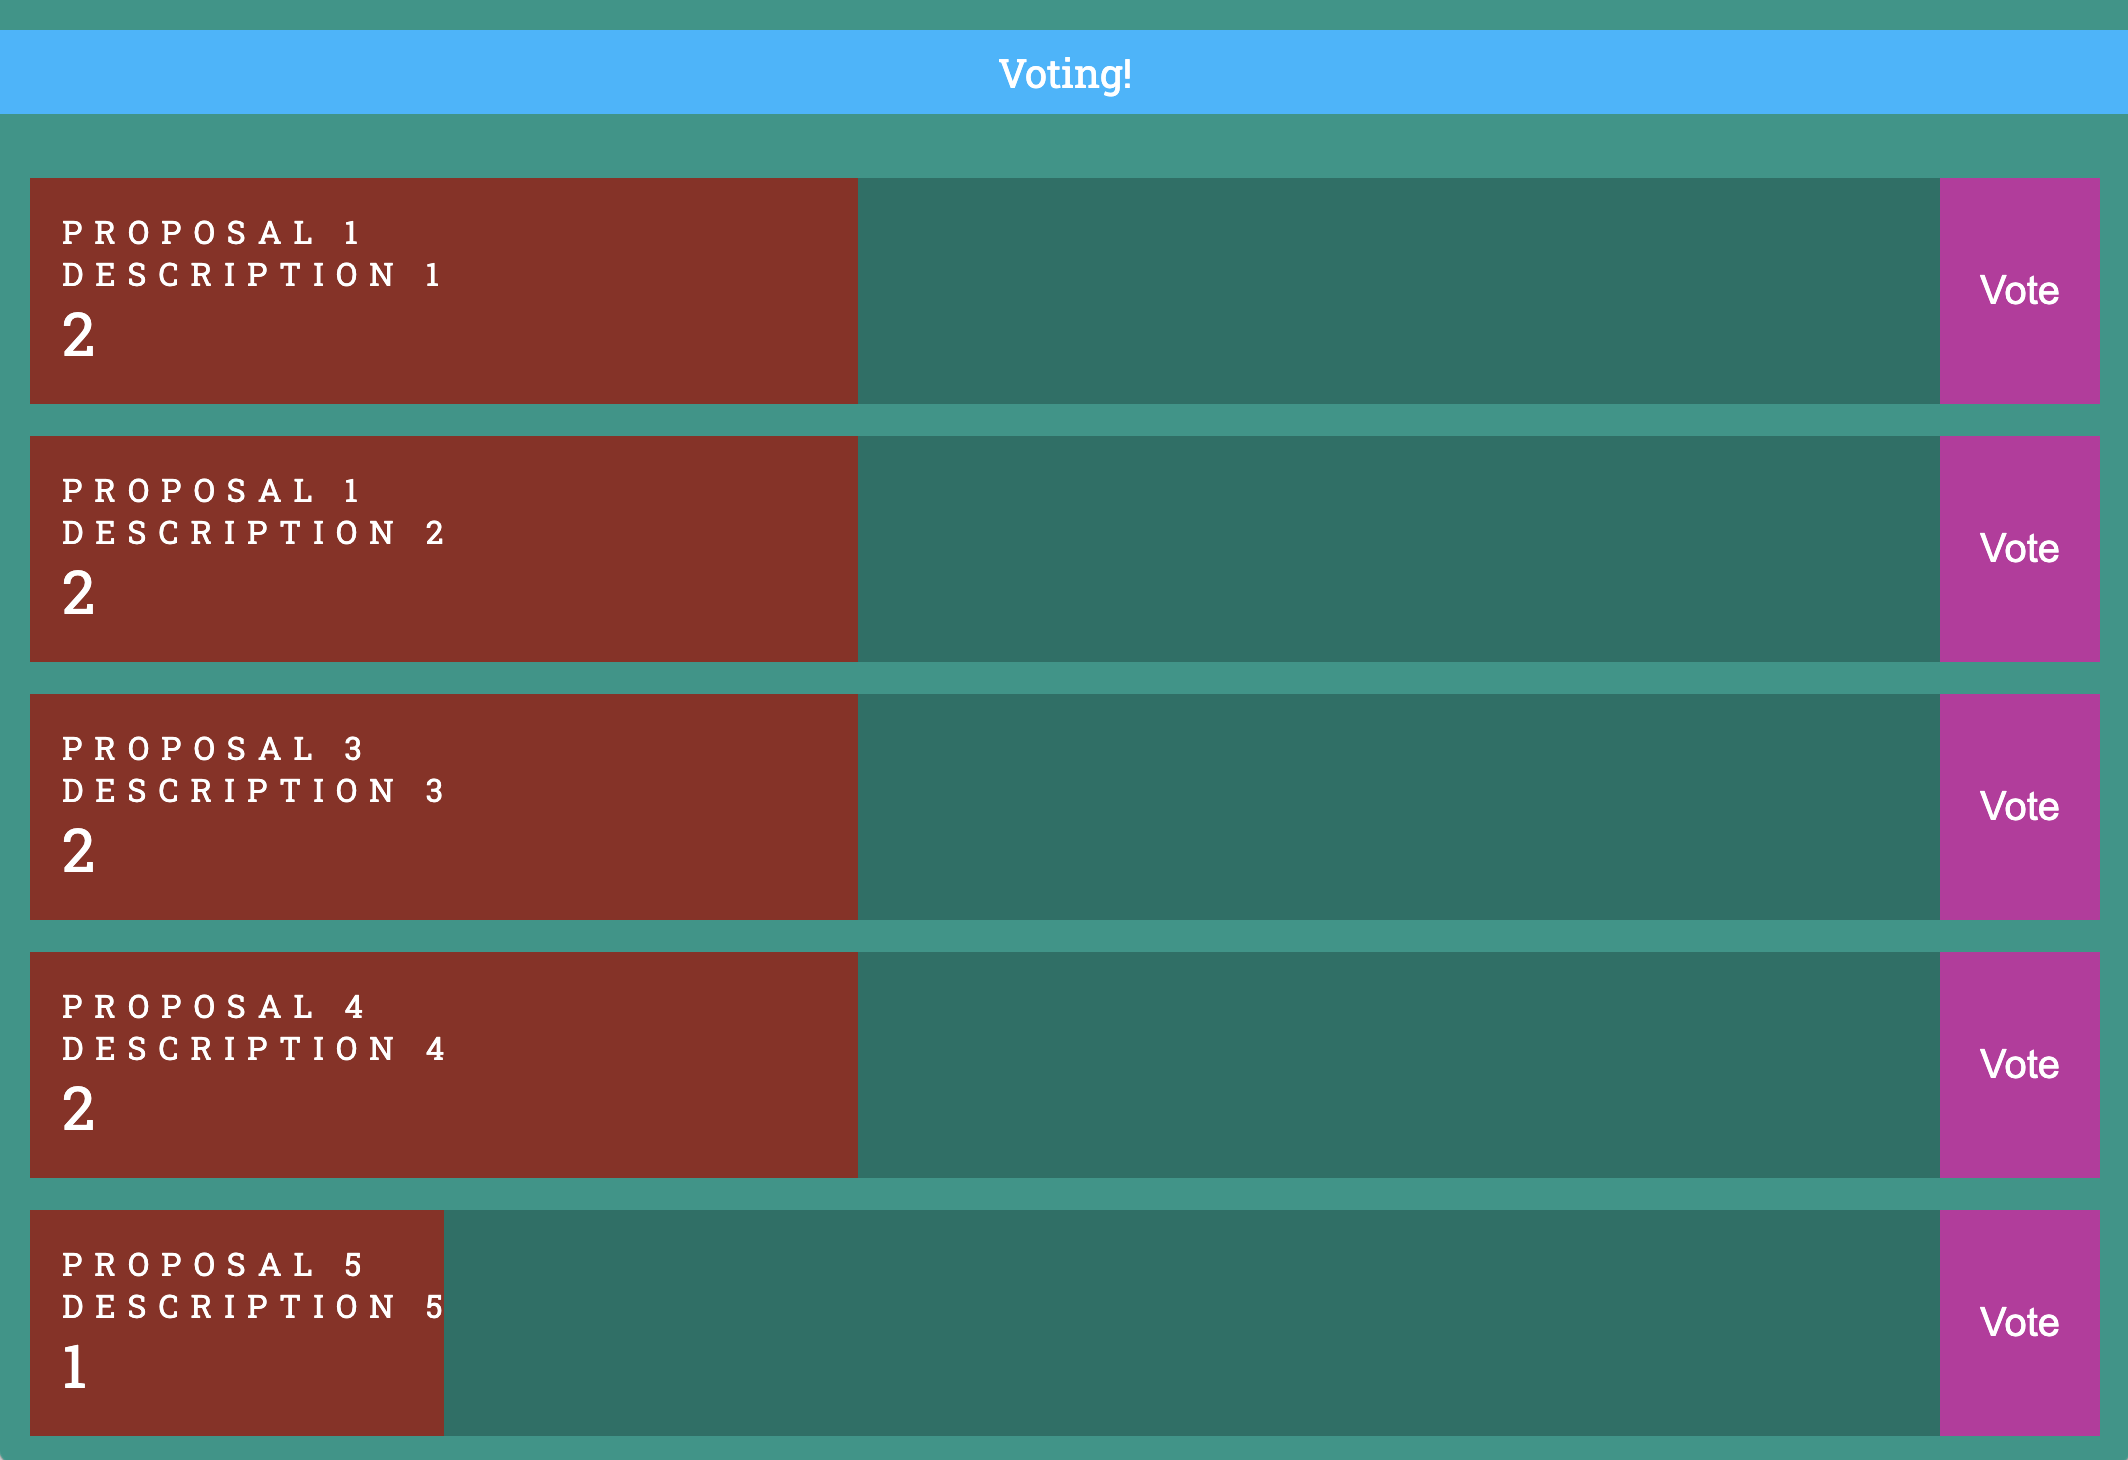 Voting!
PROPOSAL 1
DESCRIPTION 1
2
Vote
PROPOSAL 1
DESCRIPTION 2
2
Vote
PROPOSAL 3
DESCRIPTION 3
2
Vote
PROPOSAL 4
DESCRIPTION 4
2
Vote
PROPOSAL 5
DESCRIPTION 5
1
Vote